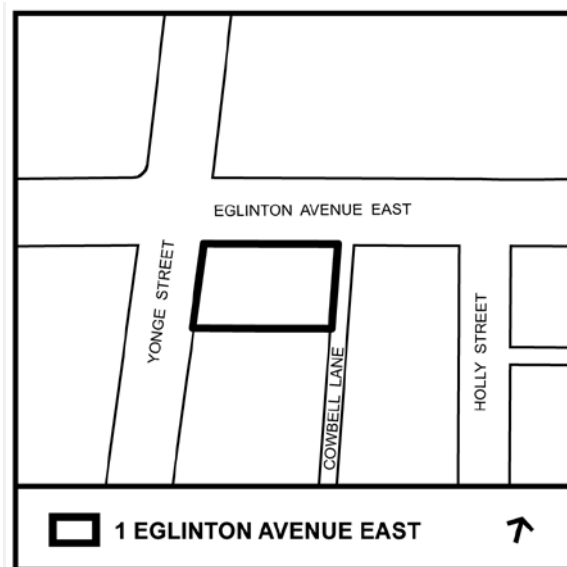 EGLINTON AVENUE EAST
YONGE STREET
COWBELL LANE
HOLLY STREET
1 EGLINTON AVENUE EAST